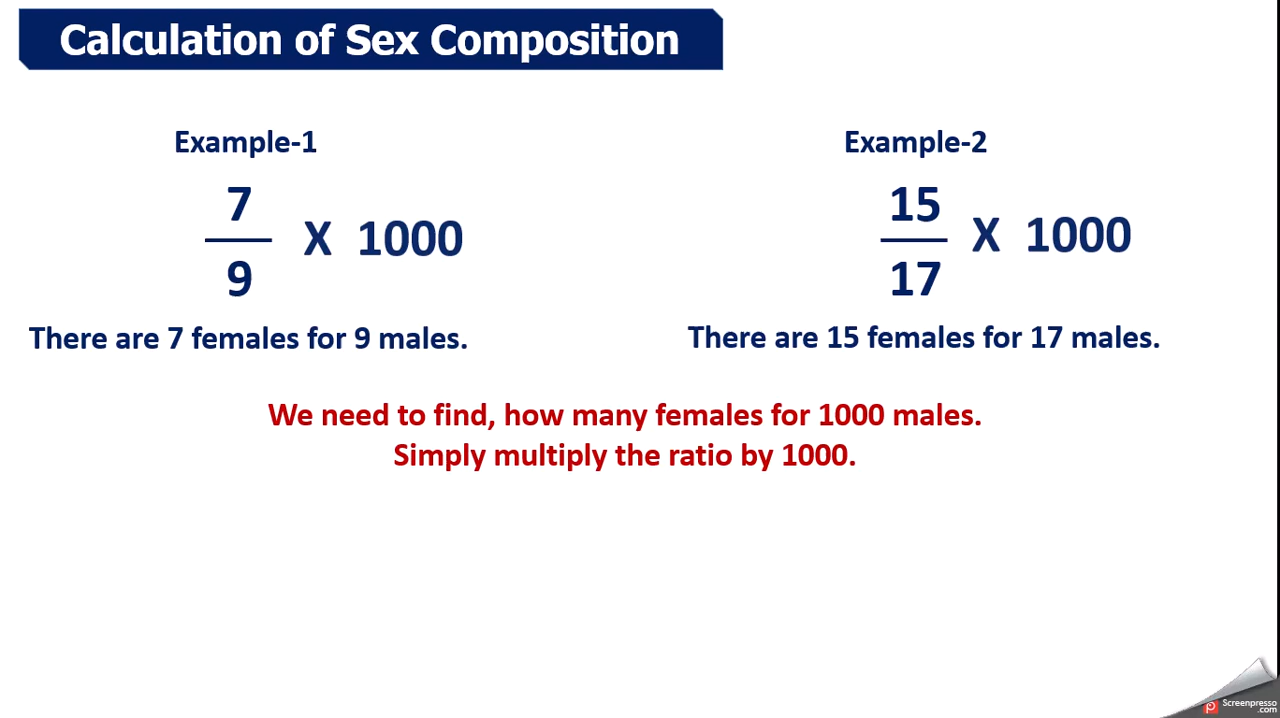 Calculation of Sex Composition
Example-1
7
9
X 1000
There are 7 females for 9 males.
Example-2
15
17
X 1000
There are 15 females for 17 males.
We need to find, how many females for 1000 males.
Simply multiply the ratio by 1000.
Screenpresso
.com